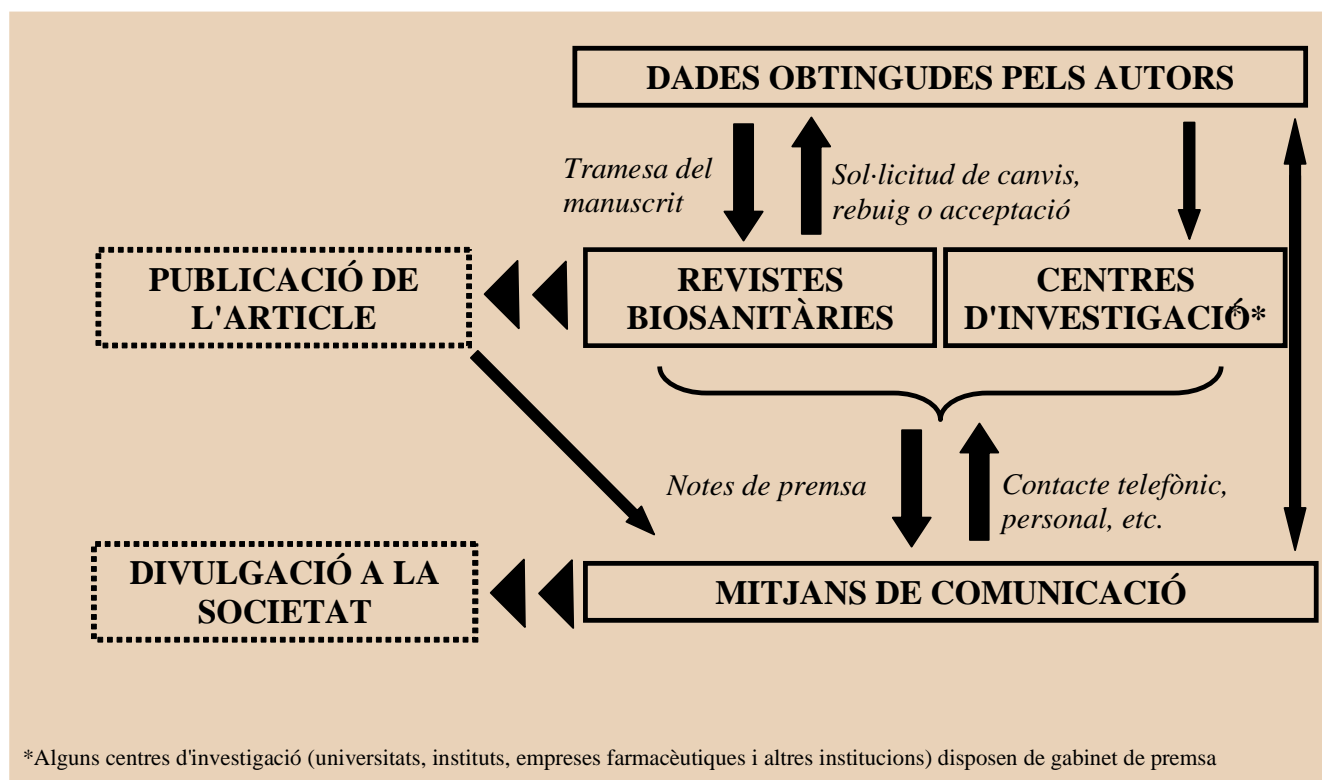 DADES OBTINGUDES PELS AUTORS
Tramesa del
manuscrit
Sol·licitud de canvis,
rebuig o acceptació
PUBLICACIÓ DE
L'ARTICLE
REVISTES
BIOSANITÀRIES
CENTRES
D'INVESTIGACIÓ*
*
Notes de premsa
Contacte telefònic,
personal, etc.
DIVULGACIÓ A LA
SOCIETAT
MITJANS DE COMUNICACIÓ
*Alguns centres d'investigació (universitats, instituts, empreses farmacèutiques i altres institucions) disposen de gabinet de premsa